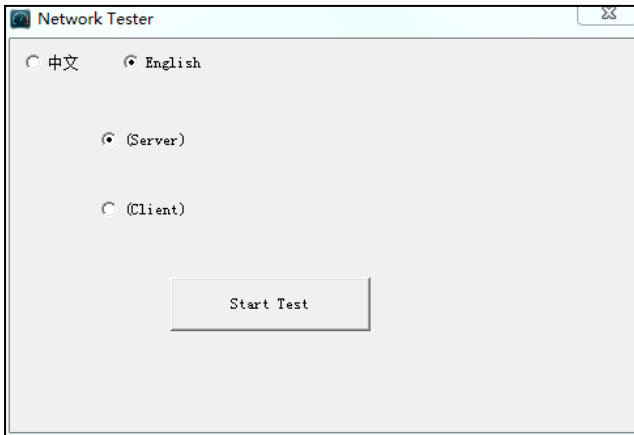 Network Tester
中文 English
(Server)
(Client)
Start Test